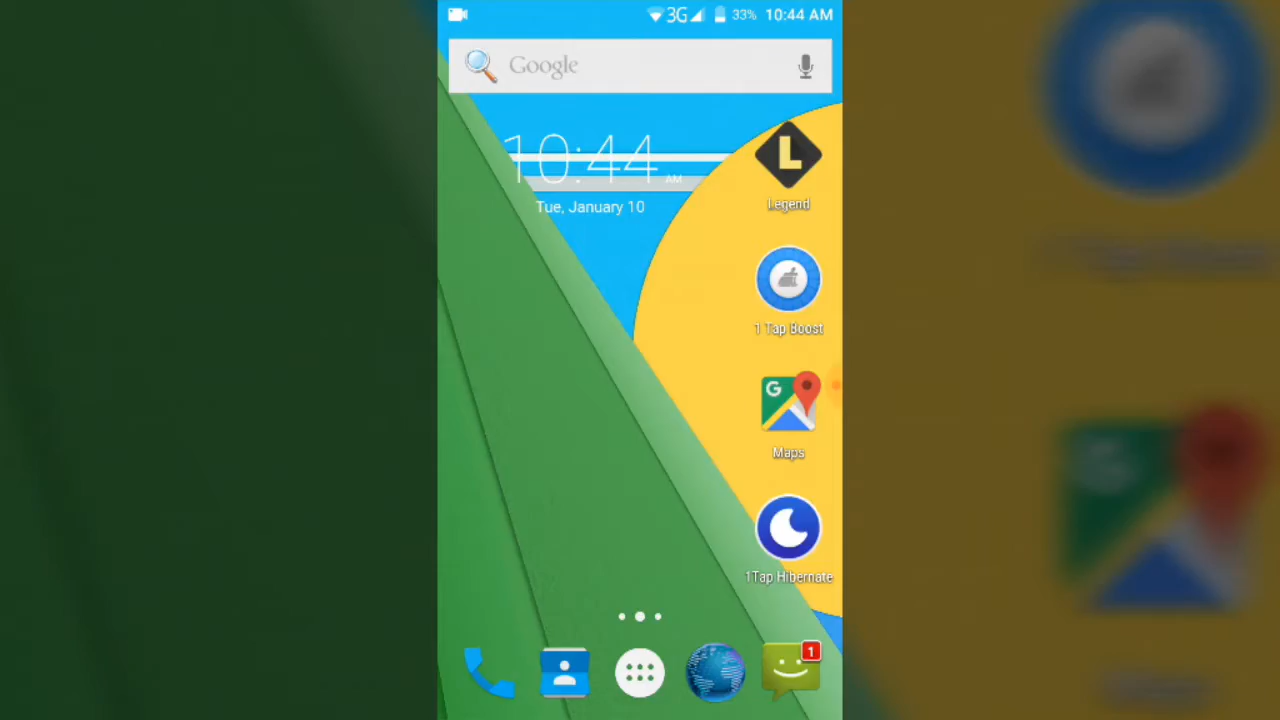 3G 33% 10:44 AM
Google
10:44 AM
Tue, January 10
L
Legend
1 Tap Boost
G
Maps
1Tap Hibernate
1